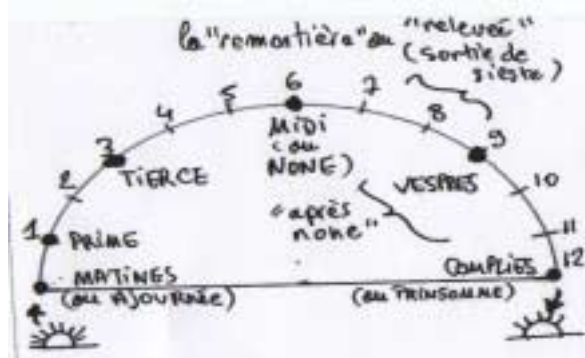 la "remontière" ou "relevée"
(sortie de
sieste)
6
5
7
4
8
3
9
MIDI
(ou
NONE)
TIERCE
VESPRES
2
10
"après
none"
1
PRIME
11
12
MATINES
COMPLIES
(ou AJOURNÉE)
(ou PRINSOMME)